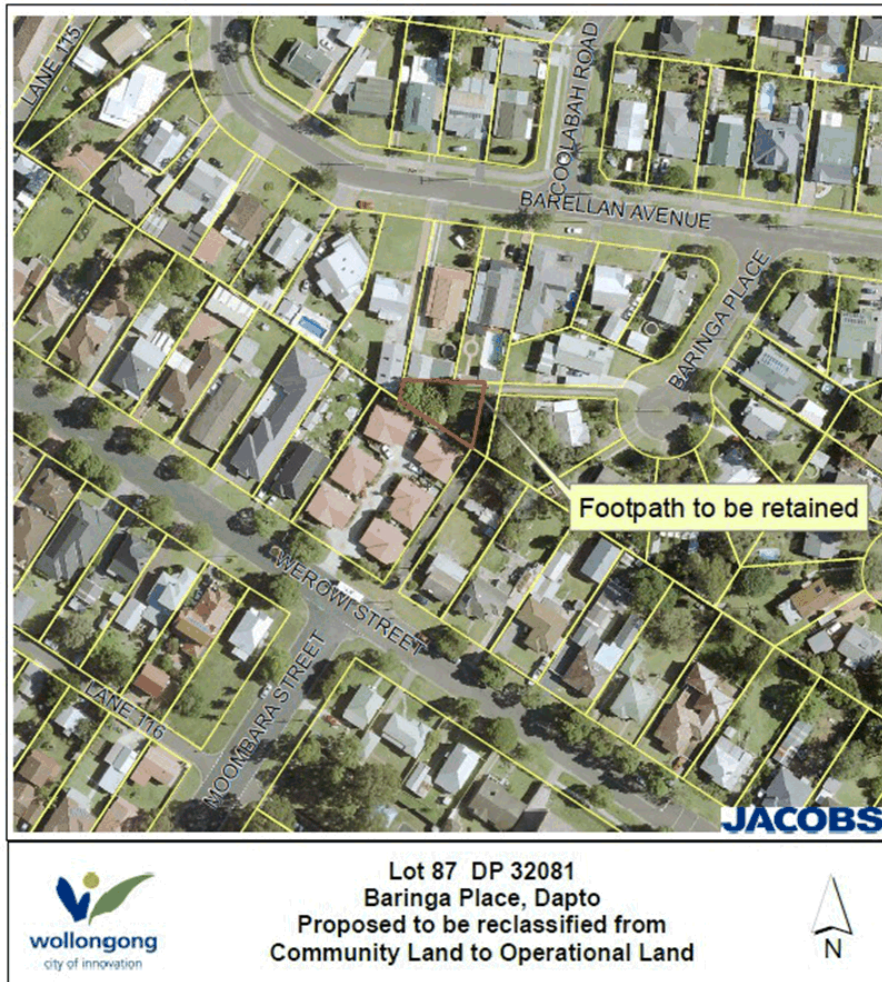 LANE 115
COOLABAH ROAD
BARELLAN AVENUE
BARINGA PLACE
Footpath to be retained
WEROWI STREET
MOOMBARA STREET
LANE 116
JACOBS
wollongong
city of innovation
Lot 87 DP 32081
Baringa Place, Dapto
Proposed to be reclassified from
Community Land to Operational Land
N